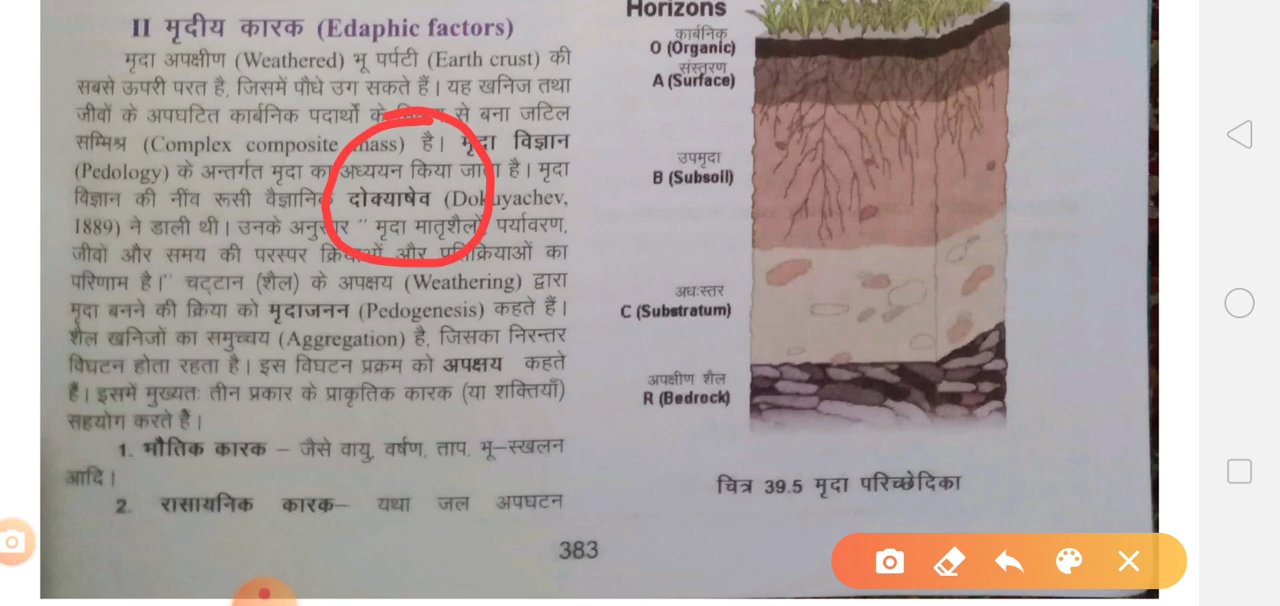 II मृदीय कारक (Edaphic factors)
मृदा अपक्षीण (Weathered) भू पर्पटी (Earth crust) की
सबसे ऊपरी परत है, जिसमें पौधे उग सकते हैं। यह खनिज तथा
जीवों के अपघटित कार्बनिक पदार्थो के से बना जटिल
सम्मिश्र (Complex composite mass) है। मृदा विज्ञान
(Pedology) के अन्तर्गत मृदा का अध्ययन किया जाता है। मृदा
विज्ञान की नींव रूसी वैज्ञानिक दोक्याषेव (Dokuyachev,
1889) ने डाली थी। उनके अनुसार " मृदा मातृशैलों, पर्यावरण,
जीवों और समय की परस्पर क्रियाओं और प्रतिक्रियाओं का
परिणाम है।" चट्टान (शैल) के अपक्षय (Weathering) द्वारा
मृदा बनने की क्रिया को मृदाजनन (Pedogenesis) कहते हैं।
शैल खनिजों का समुच्चय (Aggregation) है, जिसका निरन्तर
विघटन होता रहता है। इस विघटन प्रक्रम को अपक्षय कहते
है। इसमें मुख्यतः तीन प्रकार के प्राकृतिक कारक (या शक्तियाँ)
सहयोग करते हैं।
1. भौतिक कारक – जैसे वायु, वर्षण, ताप, भू-स्खलन
आदि।
2. रासायनिक कारक– यथा जल अपघटन
383
Horizons
कार्बनिक
O (Organic)
संस्तरण
A (Surface)
उपमृदा
B (Subsoil)
अधःस्तर
C (Substratum)
अपक्षीण शैल
R (Bedrock)
चित्र 39.5 मृदा परिच्छेदिका